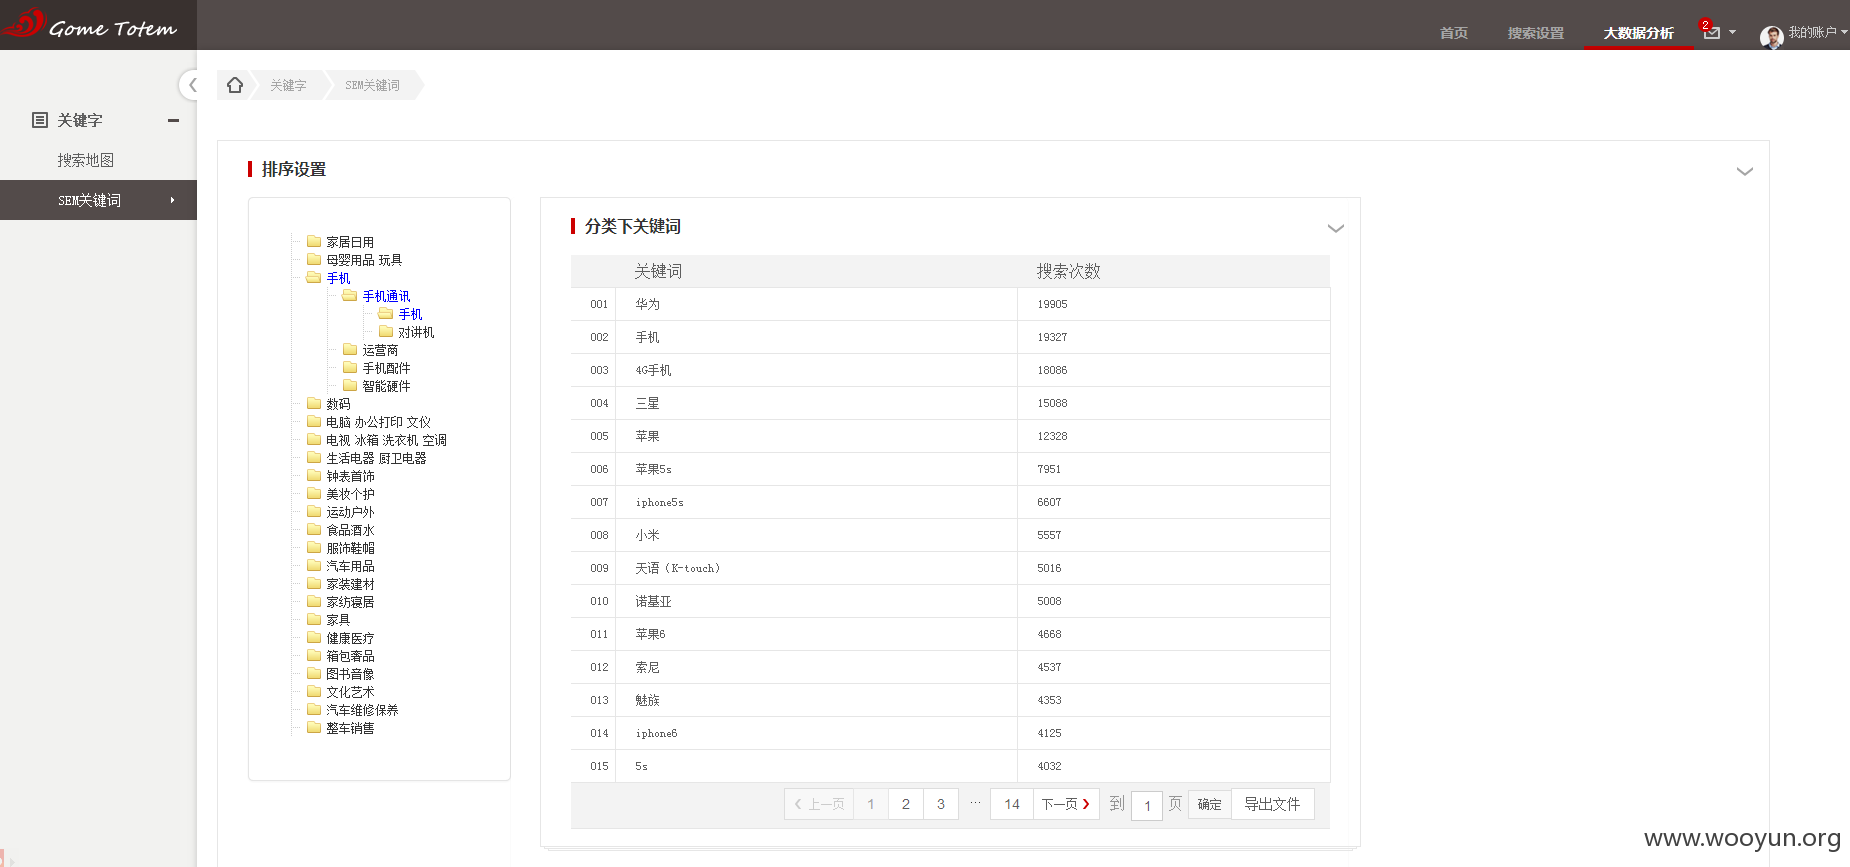 Gome Totem
首页 搜索设置 大数据分析 2 我的账户
关键字 SEM关键词
关键字
搜索地图
SEM关键词
排序设置
家居日用
母婴用品 玩具
手机
手机通讯
手机
对讲机
运营商
手机配件
智能硬件
数码
电脑 办公打印 文仪
电视 冰箱 洗衣机 空调
生活电器 厨卫电器
钟表首饰
美妆个护
运动户外
食品酒水
服饰鞋帽
汽车用品
家装建材
家纺寝居
家具
健康医疗
箱包奢品
图书音像
文化艺术
汽车维修保养
整车销售
分类下关键词
关键词 搜索次数
001 华为 19905
002 手机 19327
003 4G手机 18086
004 三星 15088
005 苹果 12328
006 苹果5s 7951
007 iphone5s 6607
008 小米 5557
009 天语（K-touch） 5016
010 诺基亚 5008
011 苹果6 4668
012 索尼 4537
013 魅族 4353
014 iphone6 4125
015 5s 4032
上一页 1 2 3 ... 14 下一页 到 1 页 确定 导出文件
www.wooyun.org